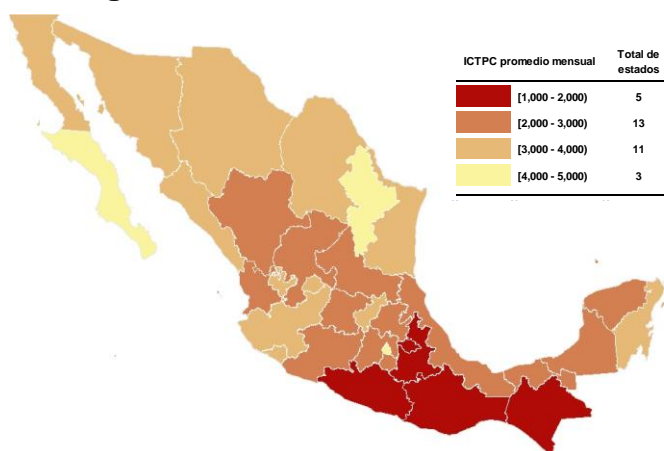 ICTPC promedio mensual Total de estados
[1,000 - 2,000) 5
[2,000 - 3,000) 13
[3,000 - 4,000) 11
[4,000 - 5,000) 3